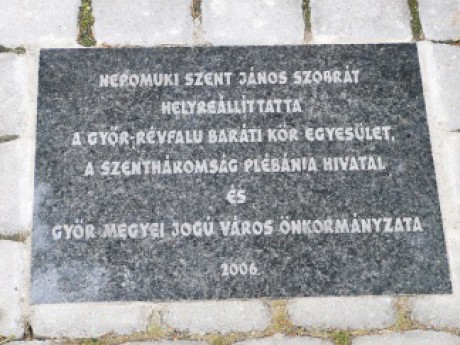 NEPOMUKI SZENT JÁNOS SZOBRÁT
HELYREÁLLÍTTATTA
A GYŐR-RÉVFALU BARÁTI KÖR EGYESÜLET,
A SZENTHÁROMSÁG PLÉBÁNIA HIVATAL
ÉS
GYŐR MEGYEI JOGÚ VÁROS ÖNKORMÁNYZATA
2006.